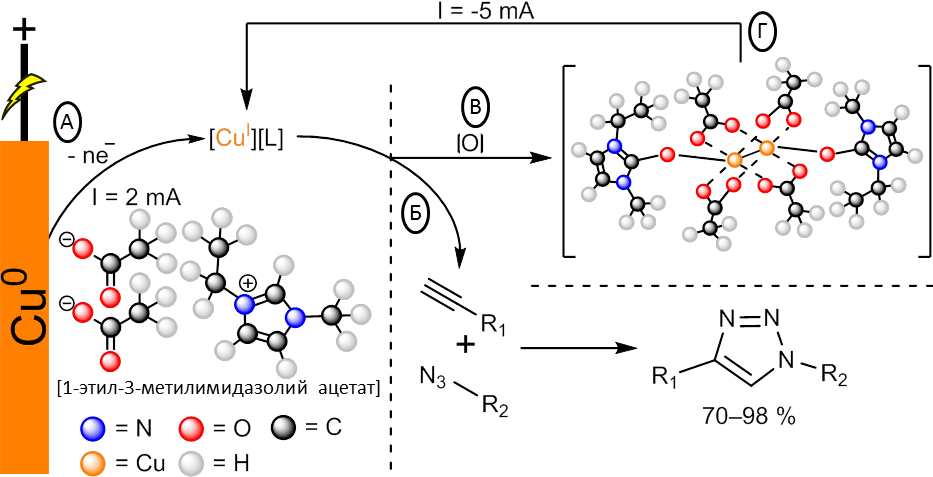 I = -5 mA
Г
+
А
- ne⁻
[Cuᴵ][L]
I = 2 mA
В
|O|
Б
Cu⁰
[1-этил-3-метилимидазолий ацетат]
= N
= O
= C
= Cu
= H
R₁
+
N₃
R₂
N
N
N
R₁
R₂
70–98 %